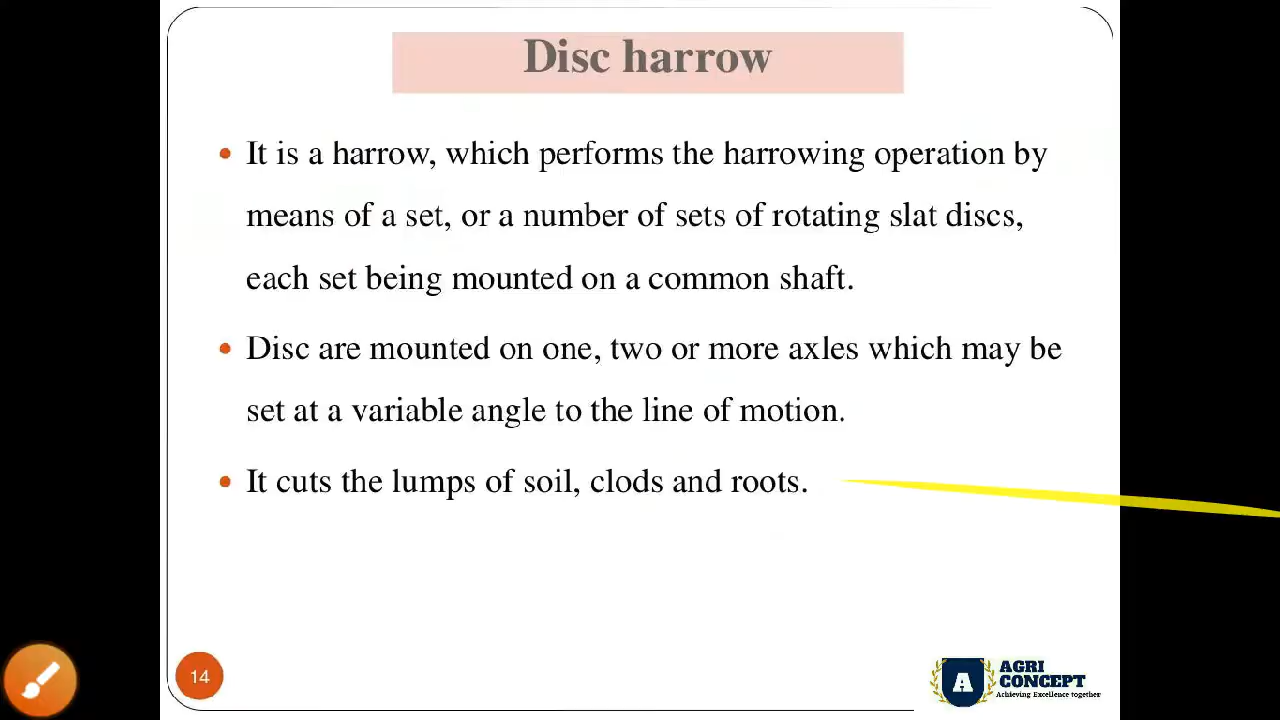 Disc harrow
It is a harrow, which performs the harrowing operation by
means of a set, or a number of sets of rotating slat discs,
each set being mounted on a common shaft.
Disc are mounted on one, two or more axles which may be
set at a variable angle to the line of motion.
It cuts the lumps of soil, clods and roots.
14
A
AGRI
CONCEPT
Achieving Excellence together